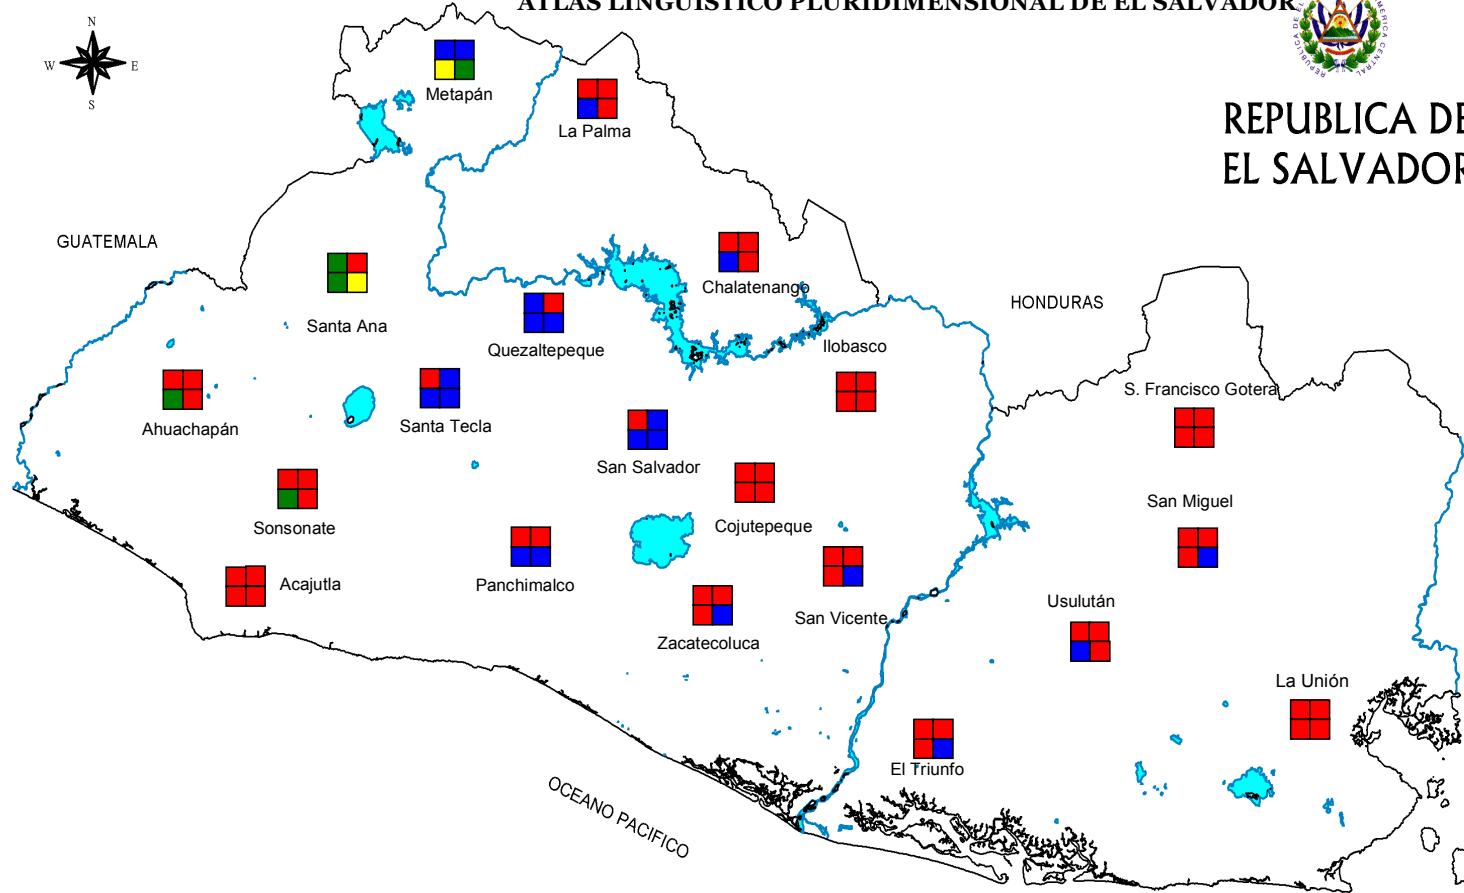 ATLAS LINGÜÍSTICO PLURIDIMENSIONAL DE EL SALVADOR
N
W
E
S
REPUBLICA DE
EL SALVADOR
Metapán
La Palma
GUATEMALA
Chalatenango
HONDURAS
Santa Ana
Quezaltepeque
Ilobasco
S. Francisco Gotera
Ahuachapán
Santa Tecla
San Salvador
San Miguel
Sonsonate
Cojutepeque
Acajutla
Panchimalco
San Vicente
Usulután
Zacatecoluca
La Unión
El Triunfo
OCEANO PACIFICO